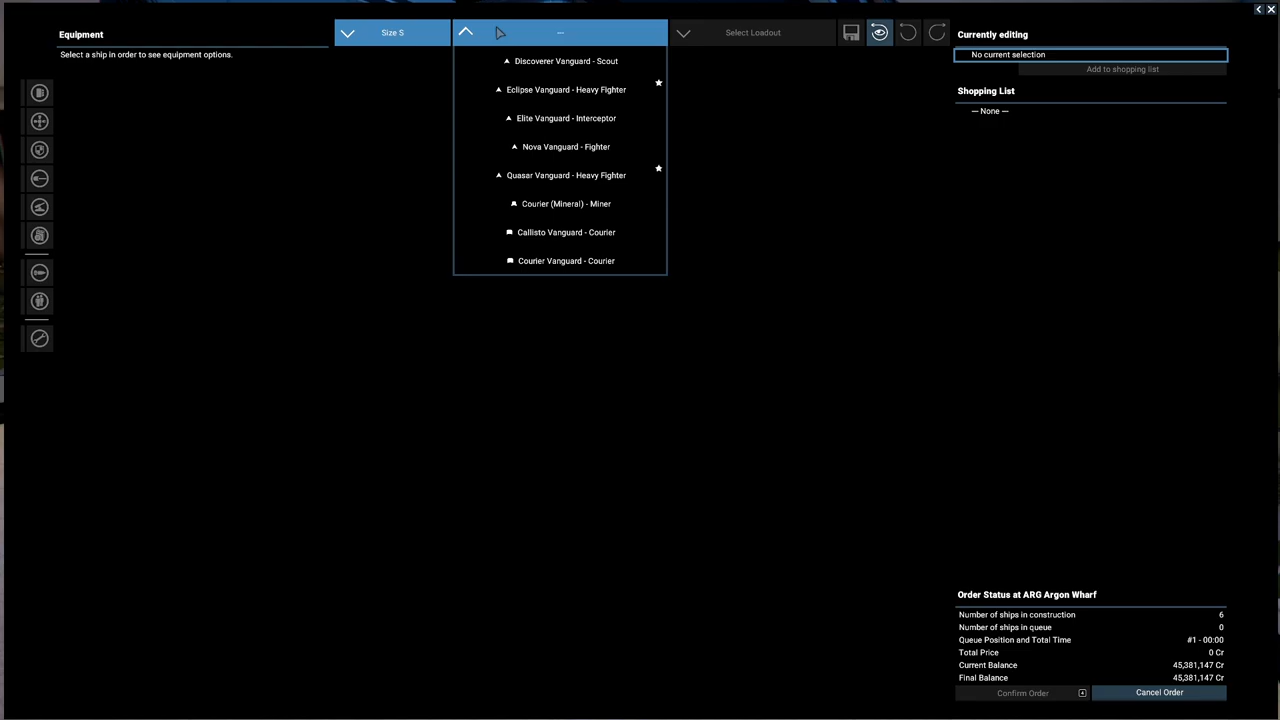 Equipment
Select a ship in order to see equipment options.
Size S
---
Select Loadout
Discoverer Vanguard - Scout
Eclipse Vanguard - Heavy Fighter
Elite Vanguard - Interceptor
Nova Vanguard - Fighter
Quasar Vanguard - Heavy Fighter
Courier (Mineral) - Miner
Callisto Vanguard - Courier
Courier Vanguard - Courier
Currently editing
No current selection
Add to shopping list
Shopping List
— None —
Order Status at ARG Argon Wharf
Number of ships in construction 6
Number of ships in queue 0
Queue Position and Total Time #1 - 00:00
Total Price 0 Cr
Current Balance 45,381,147 Cr
Final Balance 45,381,147 Cr
Confirm Order
Cancel Order